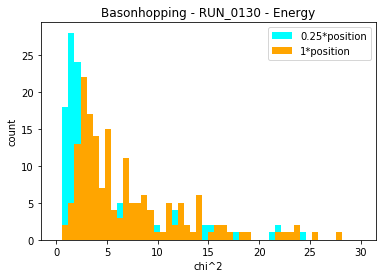 Basonhopping - RUN_0130 - Energy
0.25*position
1*position
count
25
20
15
10
5
0
0 5 10 15 20 25 30
chi^2